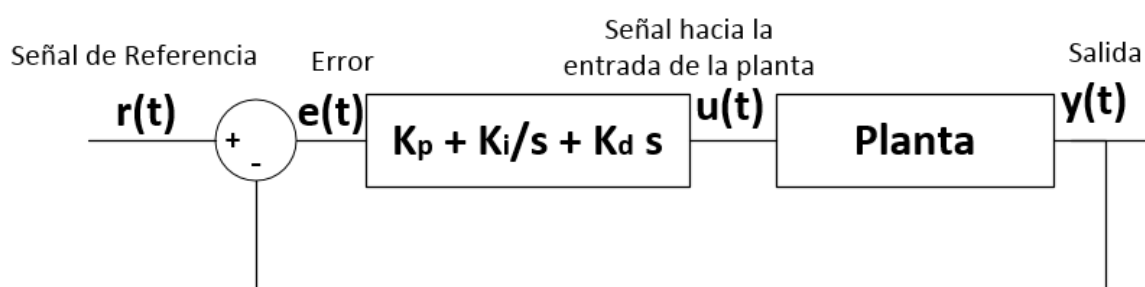 Señal de Referencia
r(t)
+
-
Error
e(t)
Kp + Ki/s + Kd s
Señal hacia la
entrada de la planta
u(t)
Planta
Salida
y(t)